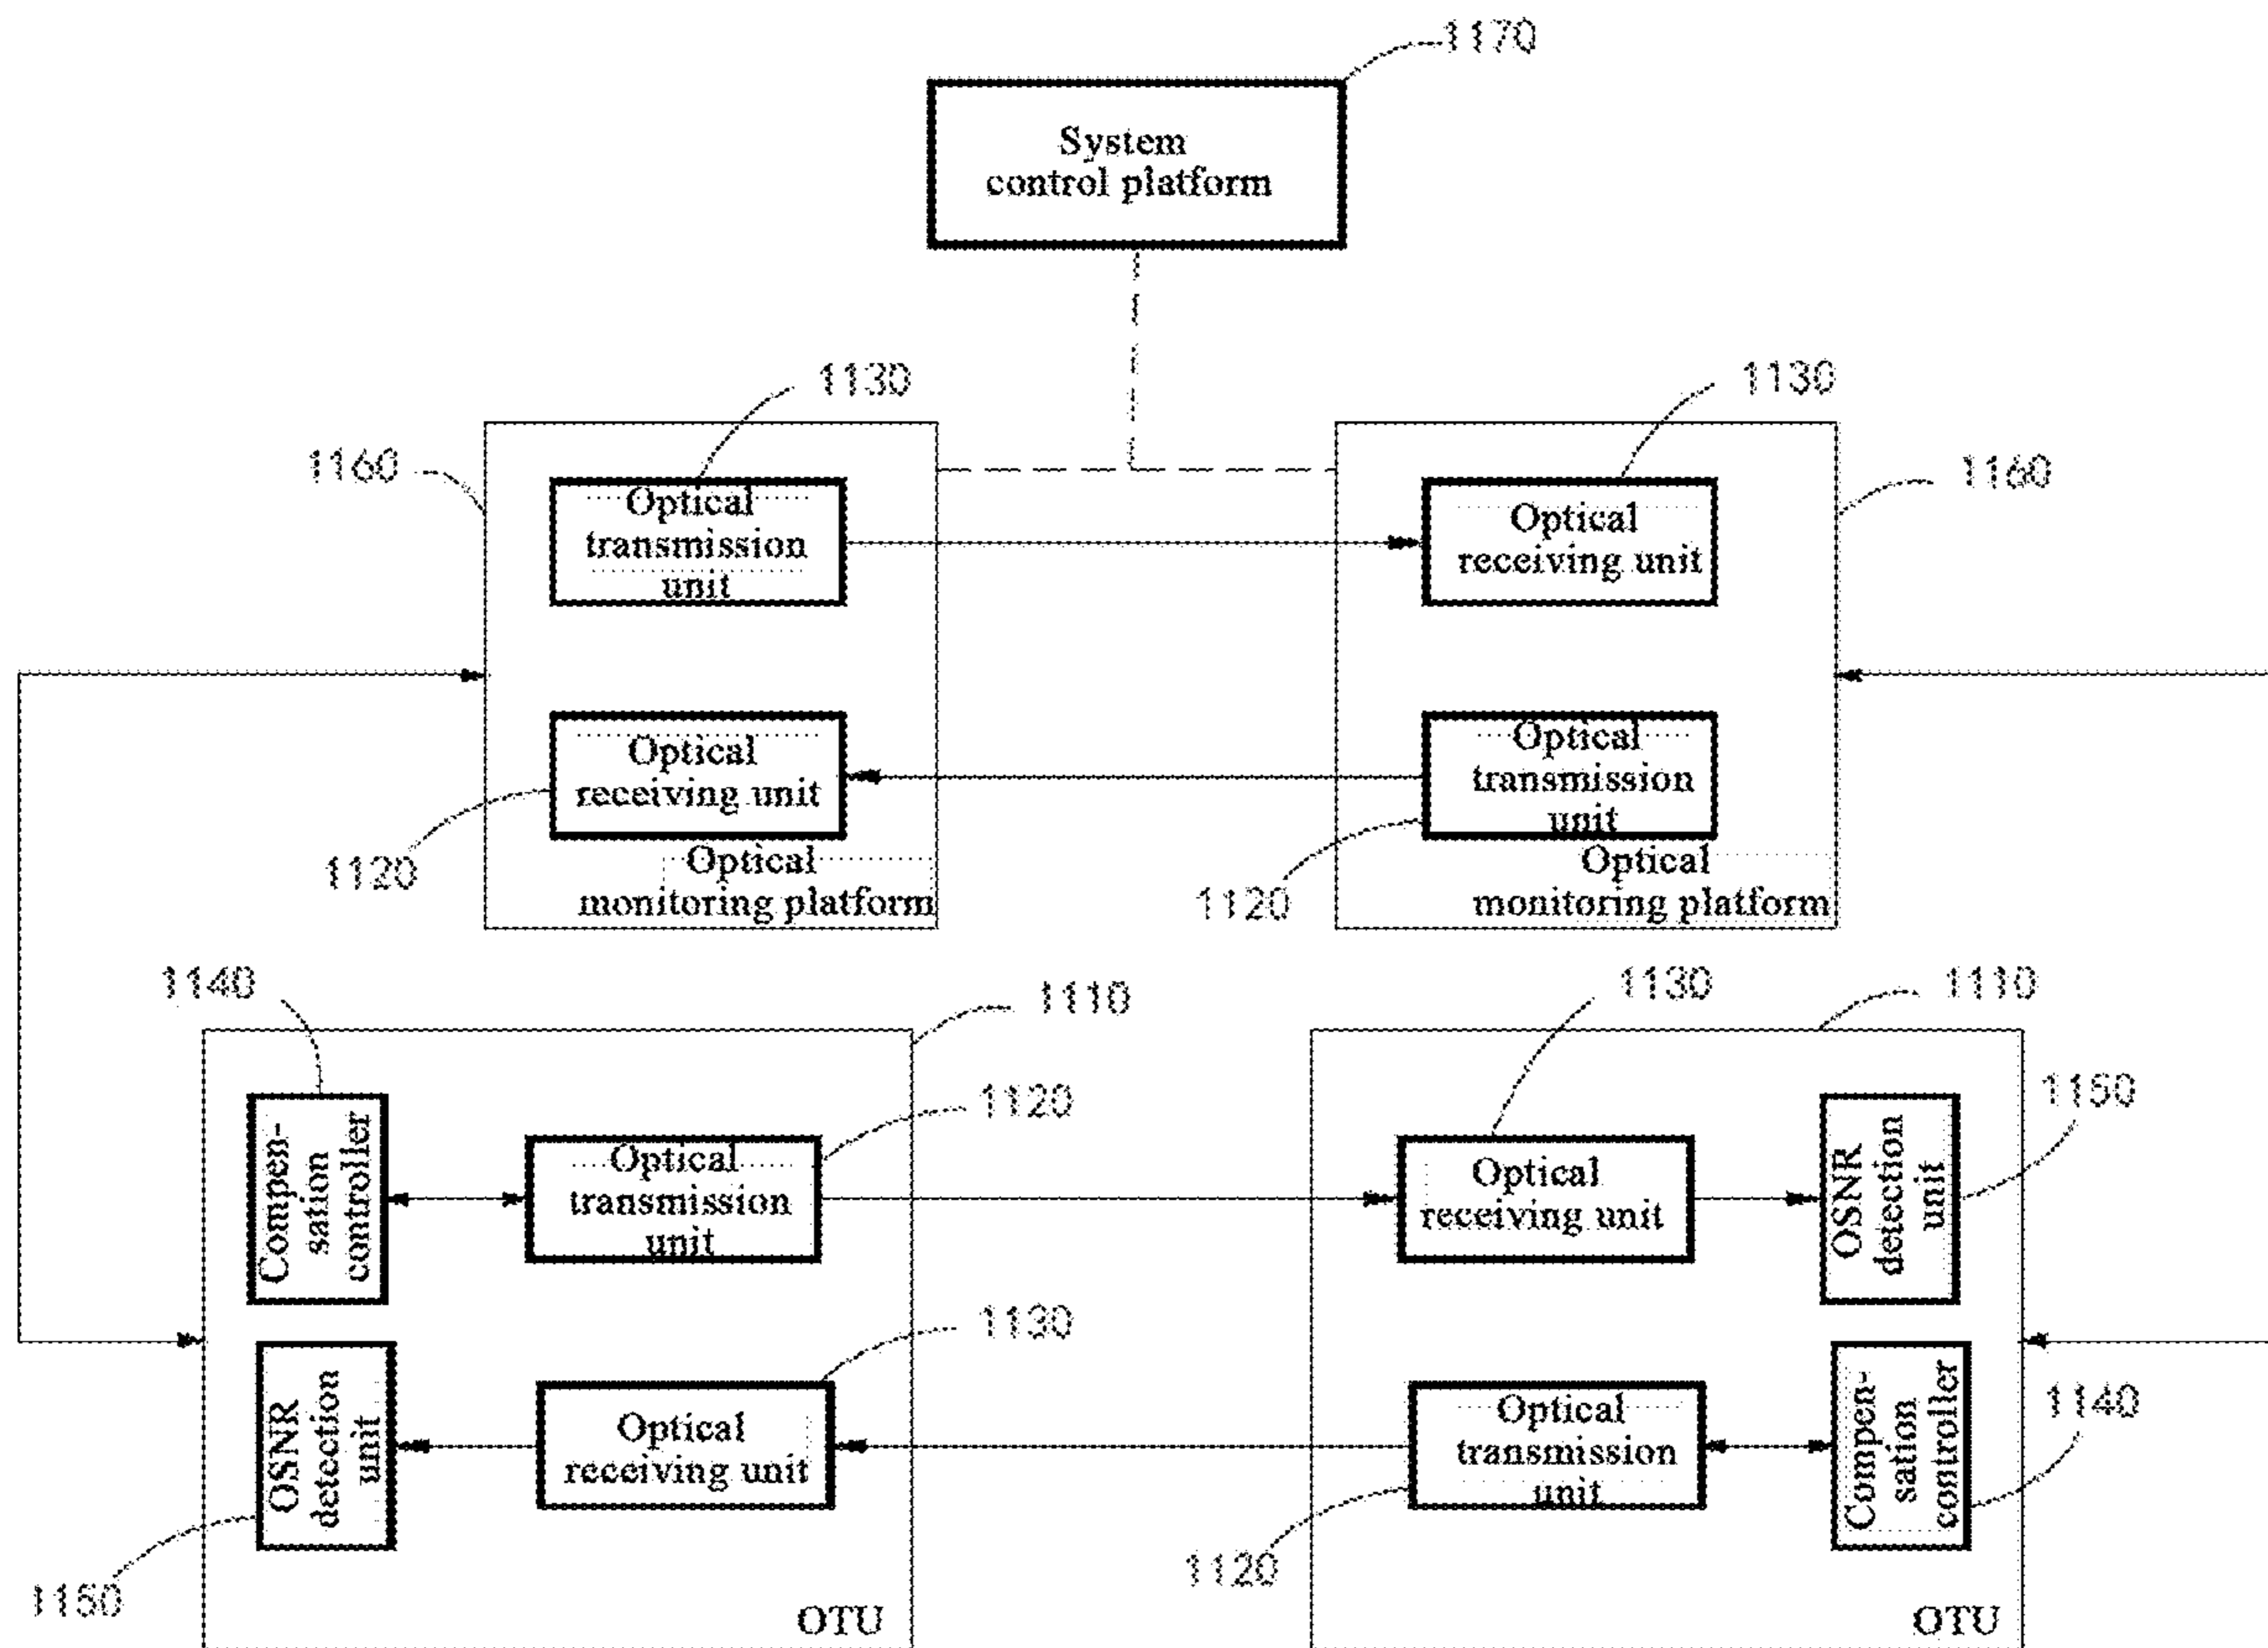 1170
System
control platform
1130
1130
1160
1160
Optical
transmission
unit
Optical
receiving unit
Optical
receiving unit
Optical
transmission
unit
1120
Optical
monitoring platform
1120
Optical
monitoring platform
1140
1110
1130
1110
Compen-
sation
controller
Optical
transmission
unit
1120
Optical
receiving unit
OSNR
detection
unit
1150
OSNR
detection
unit
Optical
receiving unit
1130
Optical
transmission
unit
Compen-
sation
controller
1140
1150
OTU
1120
OTU